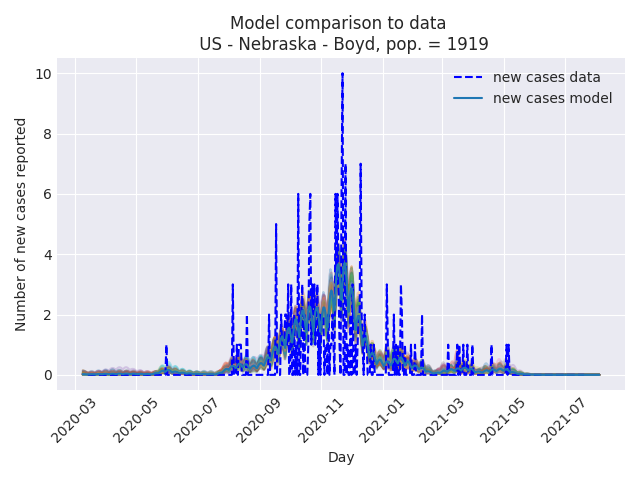 Model comparison to data
US - Nebraska - Boyd, pop. = 1919
new cases data
new cases model
Number of new cases reported
10
8
6
4
2
0
2020-03
2020-05
2020-07
2020-09
2020-11
2021-01
2021-03
2021-05
2021-07
Day